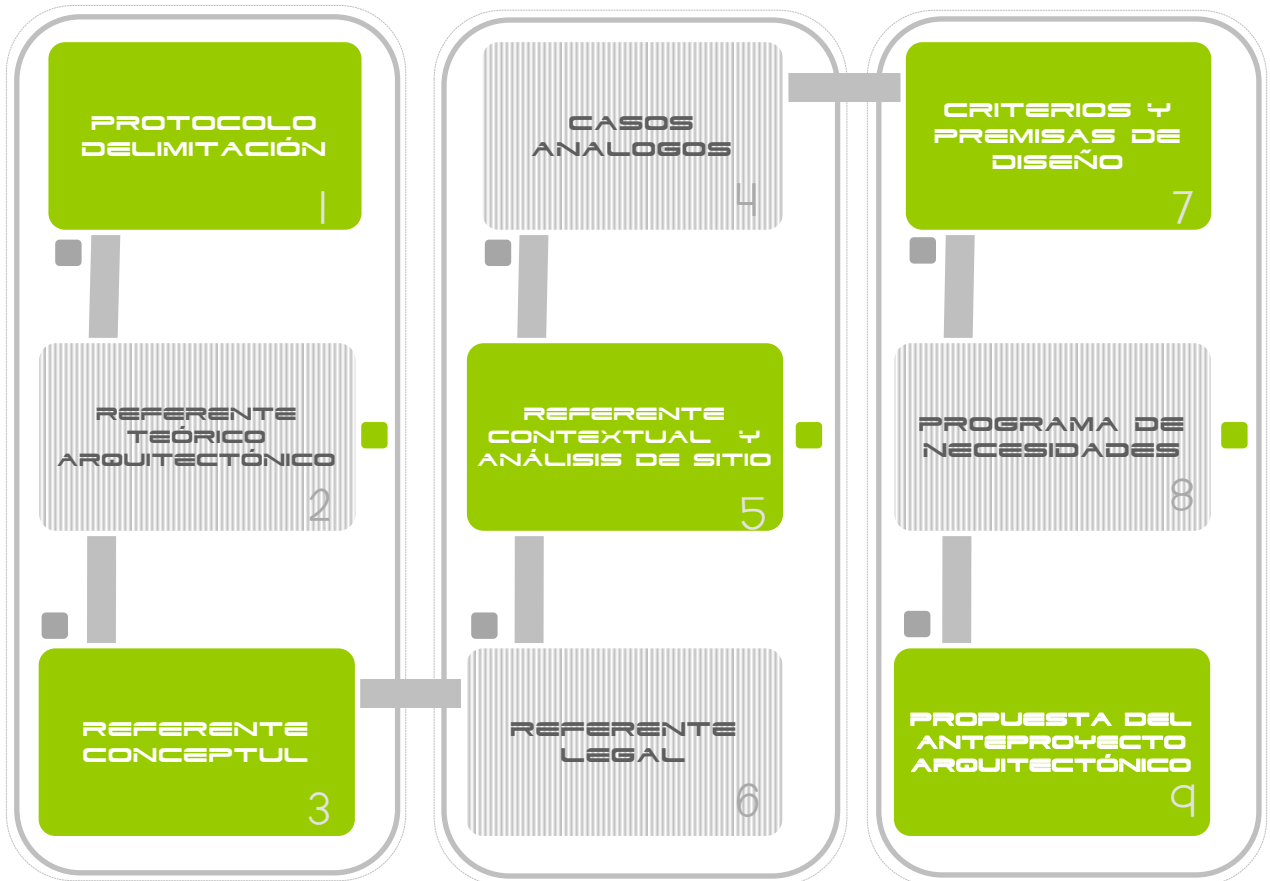 PROTOCOLO
DELIMITACIÓN
1
REFERENTE
TEÓRICO
ARQUITECTÓNICO
2
REFERENTE
CONCEPTUL
3
CASOS
ANALOGOS
4
REFERENTE
CONTEXTUAL Y
ANÁLISIS DE SITIO
5
REFERENTE
LEGAL
6
CRITERIOS Y
PREMISAS DE
DISEÑO
7
PROGRAMA DE
NECESIDADES
8
PROPUESTA DEL
ANTEPROYECTO
ARQUITECTÓNICO
9